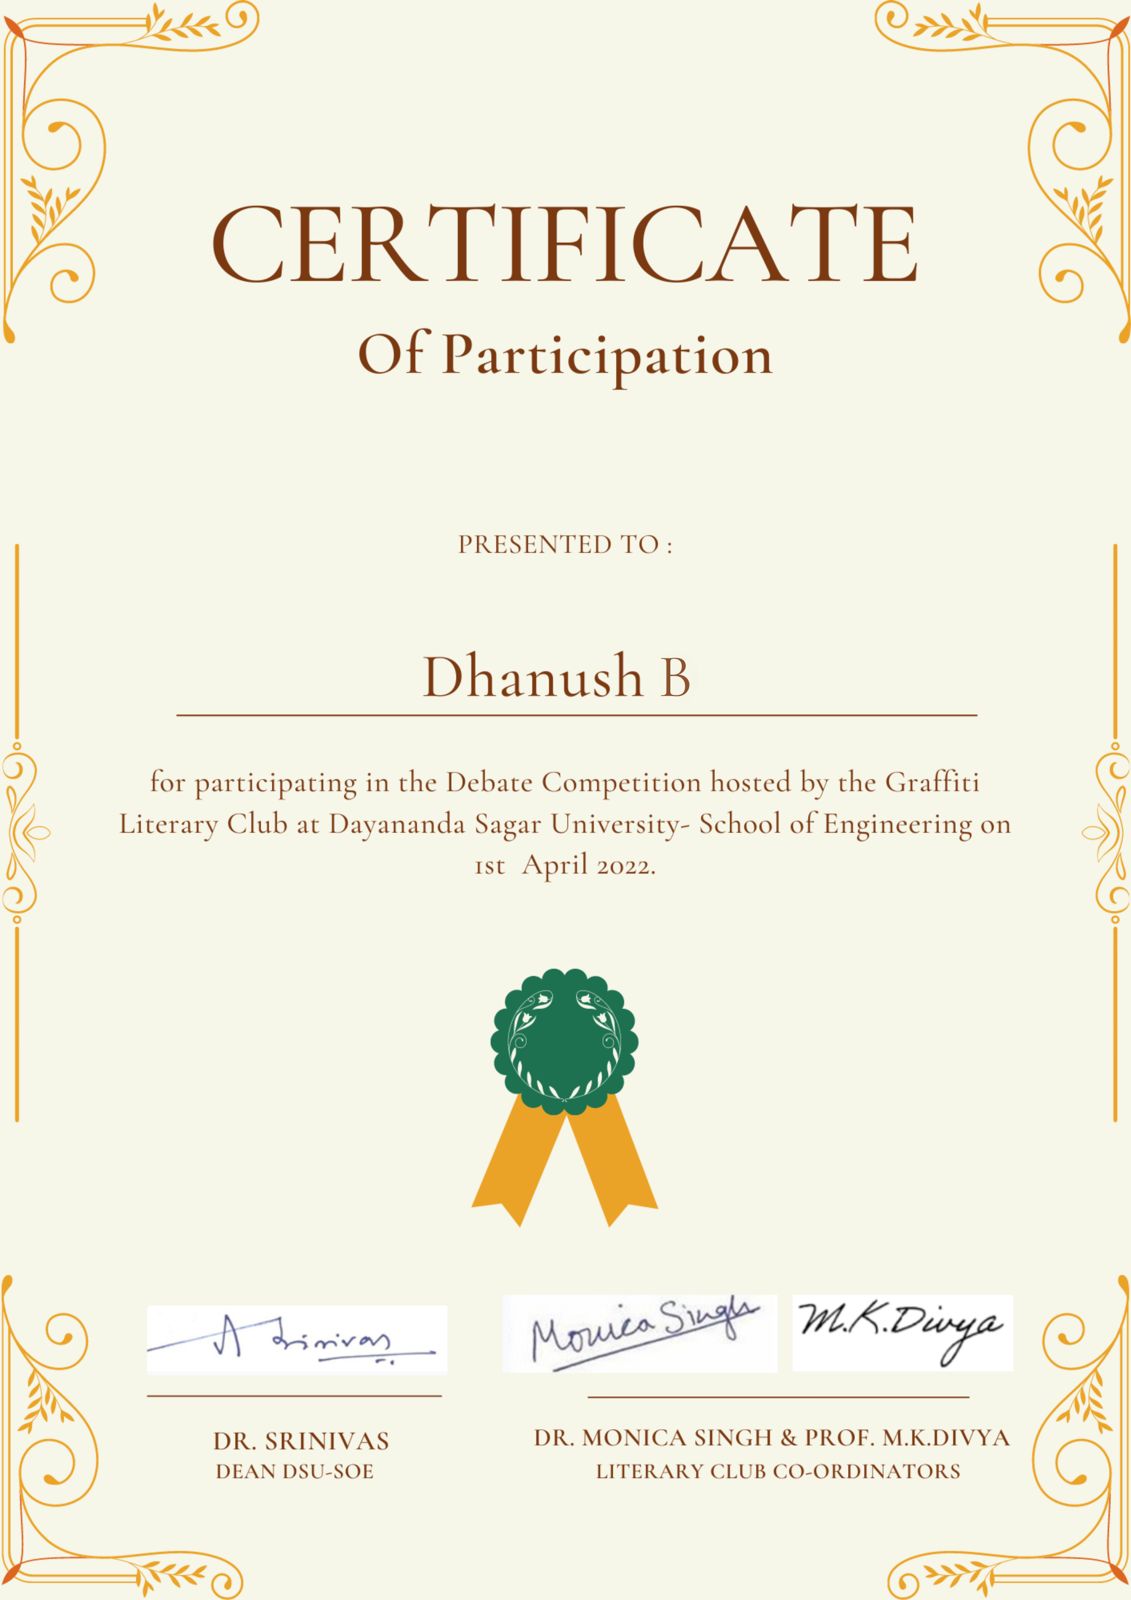 CERTIFICATE
Of Participation
PRESENTED TO :
Dhanush B
for participating in the Debate Competition hosted by the Graffiti
Literary Club at Dayananda Sagar University- School of Engineering on
1st April 2022.
A Srinivas
Monica Singh
M.K.Divya
DR. SRINIVAS
DEAN DSU-SOE
DR. MONICA SINGH & PROF. M.K.DIVYA
LITERARY CLUB CO-ORDINATORS